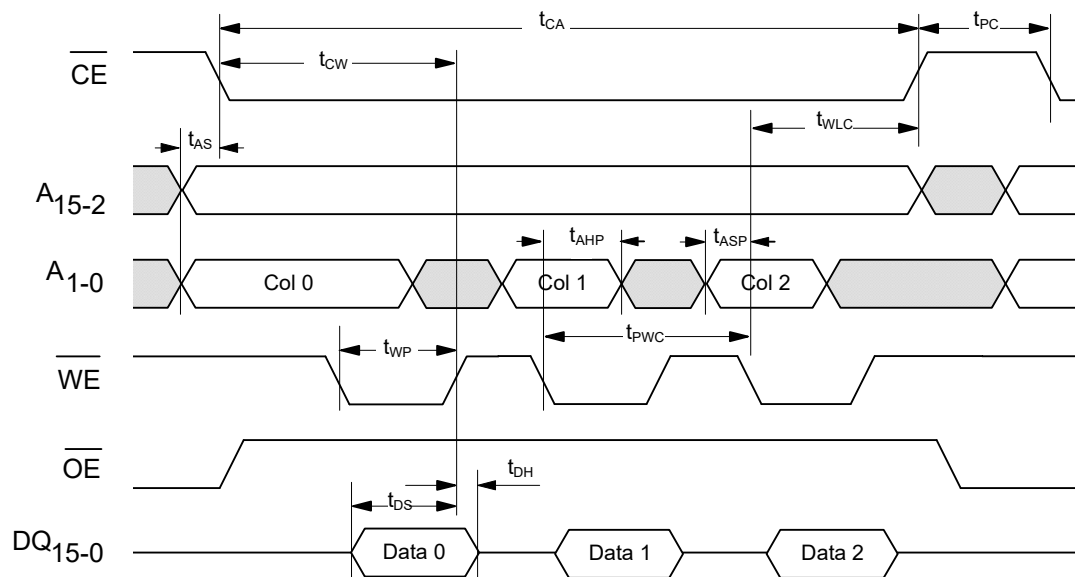 tCA
tPC
CE
tCW
tWLC
tAS
A15-2
tAHP
tASP
A1-0
Col 0
Col 1
Col 2
tPWC
tWP
WE
OE
tDH
tDS
DQ15-0
Data 0
Data 1
Data 2